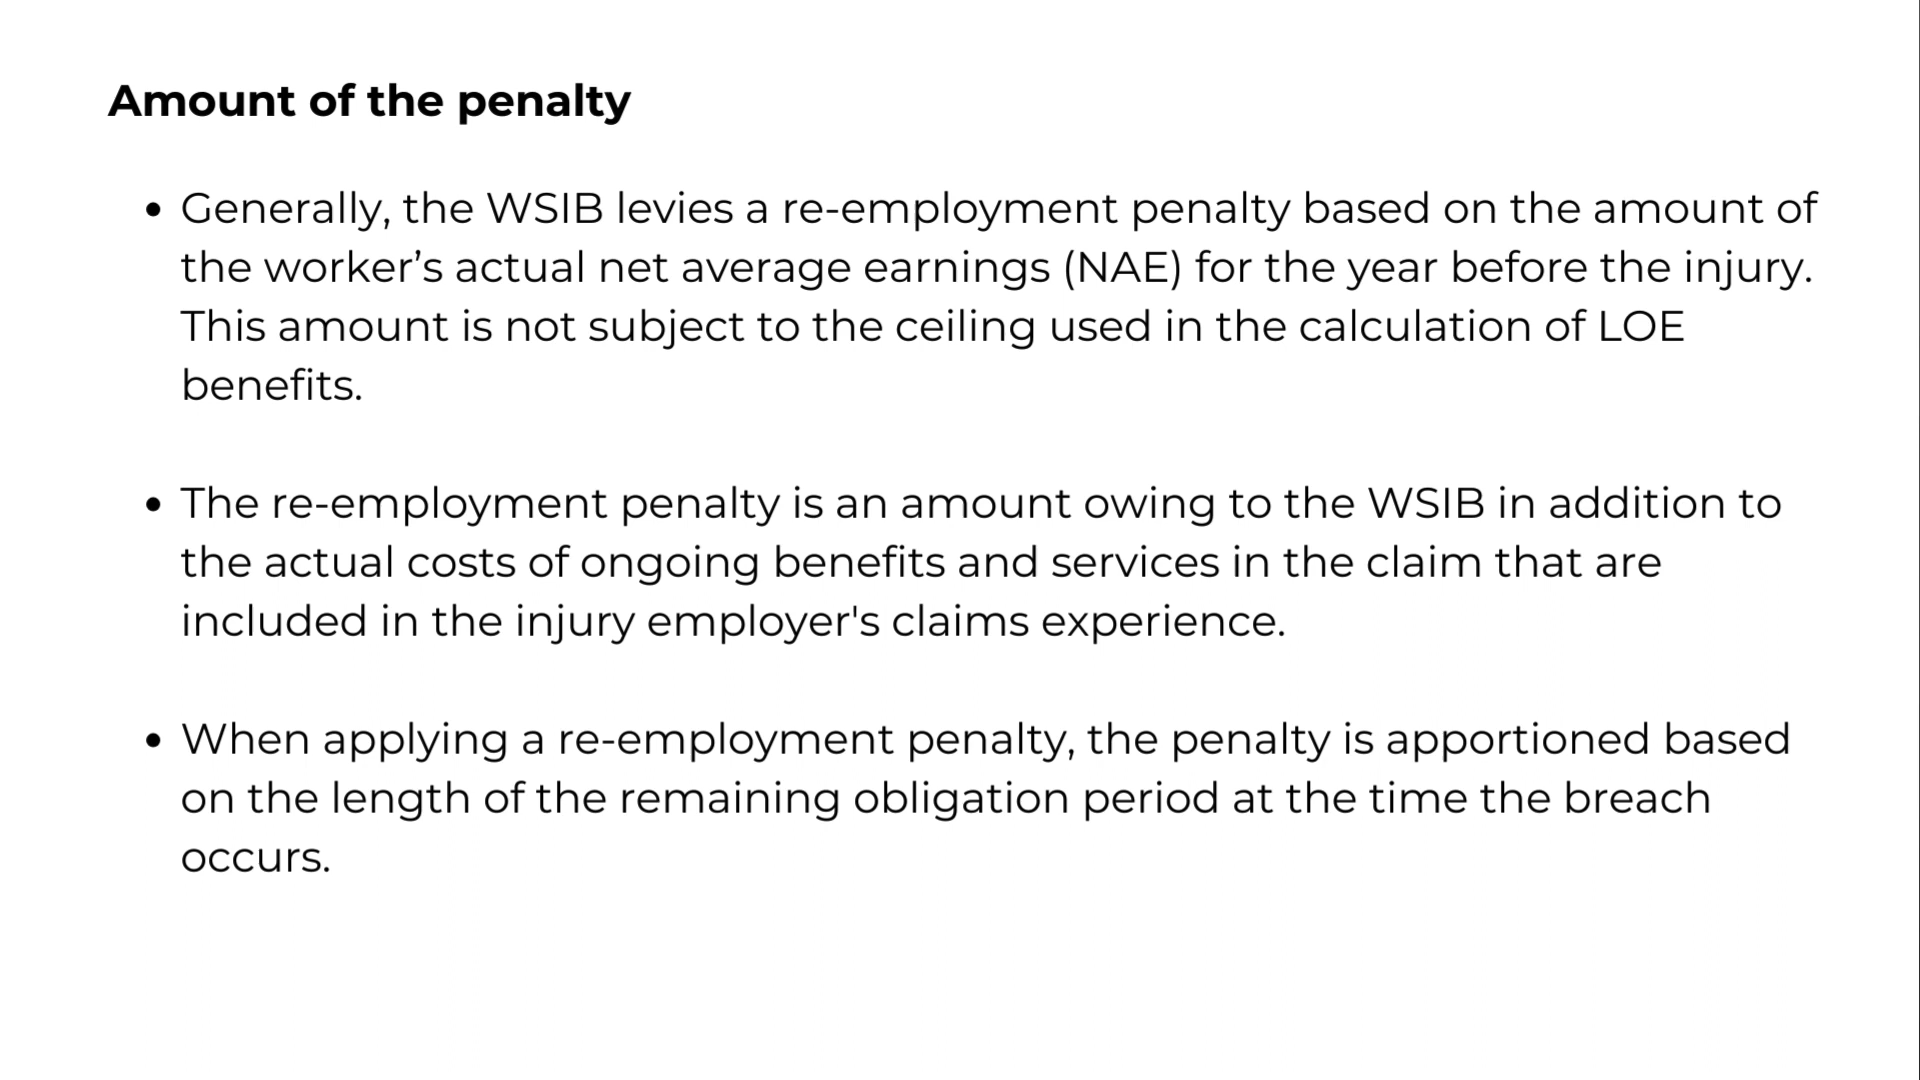 Amount of the penalty
• Generally, the WSIB levies a re-employment penalty based on the amount of
the worker’s actual net average earnings (NAE) for the year before the injury.
This amount is not subject to the ceiling used in the calculation of LOE
benefits.
• The re-employment penalty is an amount owing to the WSIB in addition to
the actual costs of ongoing benefits and services in the claim that are
included in the injury employer's claims experience.
• When applying a re-employment penalty, the penalty is apportioned based
on the length of the remaining obligation period at the time the breach
occurs.